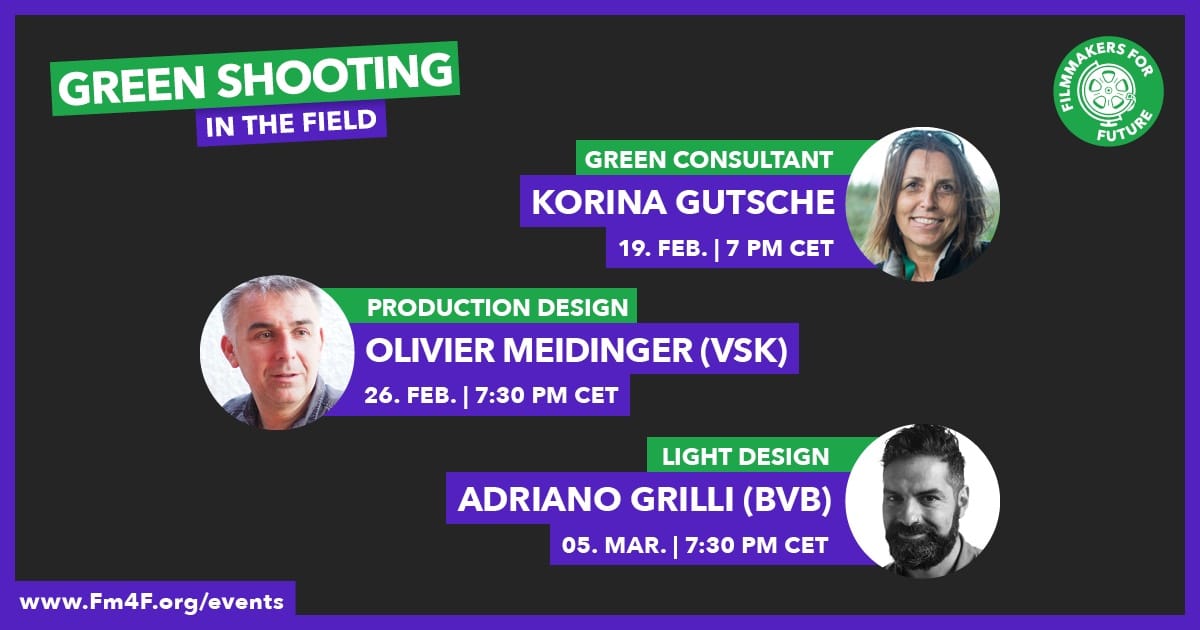 GREEN SHOOTING
IN THE FIELD
FILMMAKERS FOR
FUTURE
GREEN CONSULTANT
KORINA GUTSCHE
19. FEB. | 7 PM CET
PRODUCTION DESIGN
OLIVIER MEIDINGER (VSK)
26. FEB. | 7:30 PM CET
LIGHT DESIGN
ADRIANO GRILLI (BVB)
05. MAR. | 7:30 PM CET
www.Fm4F.org/events